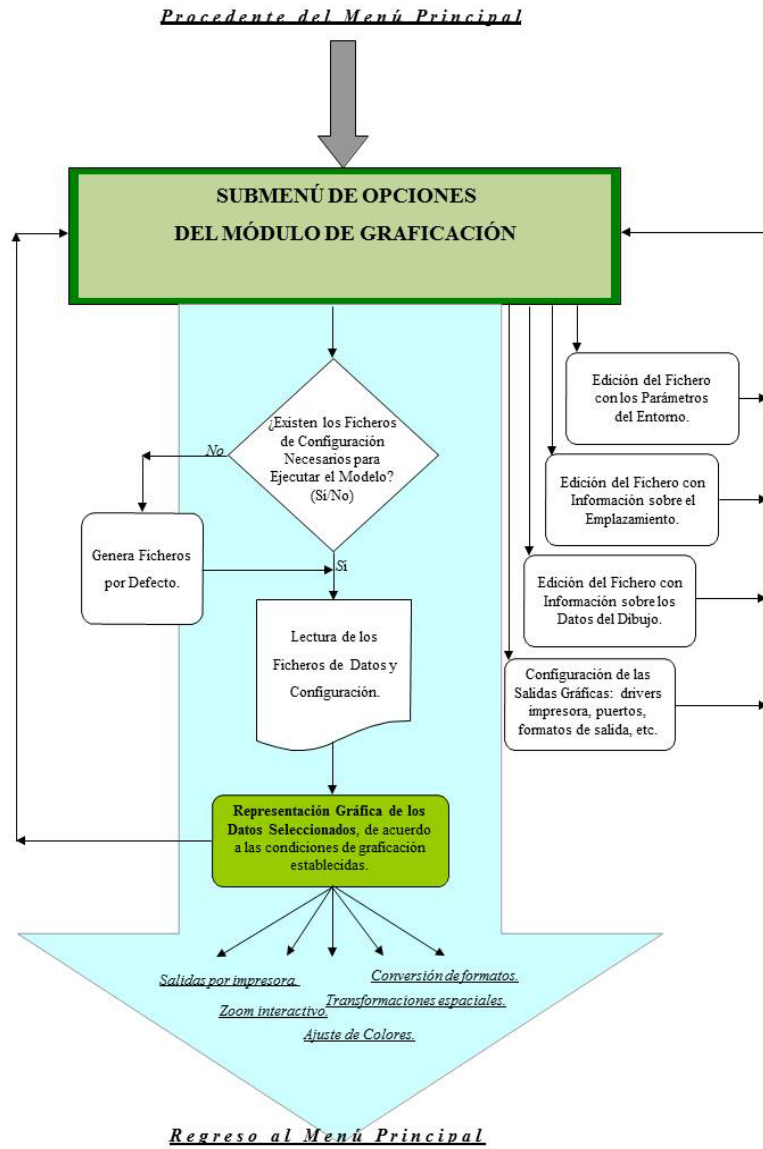 Procedente del Menú Principal
SUBMENÚ DE OPCIONES
DEL MÓDULO DE GRAFICACIÓN
¿Existen los Ficheros
de Configuración
Necesarios para
Ejecutar el Modelo?
(Si/No)
No
Genera Ficheros
por Defecto.
Sí
Lectura de los
Ficheros de Datos y
Configuración.
Representación Gráfica de los
Datos Seleccionados, de acuerdo
a las condiciones de graficación
establecidas.
Salidas por impresora.
Zoom interactivo.
Ajuste de Colores.
Transformaciones espaciales.
Conversión de formatos.
Edición del Fichero
con los Parámetros
del Entorno.
Edición del Fichero con
Información sobre el
Emplazamiento.
Edición del Fichero con
Información sobre los
Datos del Dibujo.
Configuración de las
Salidas Gráficas: drivers
impresora, puertos,
formatos de salida, etc.
Regreso al Menú Principal